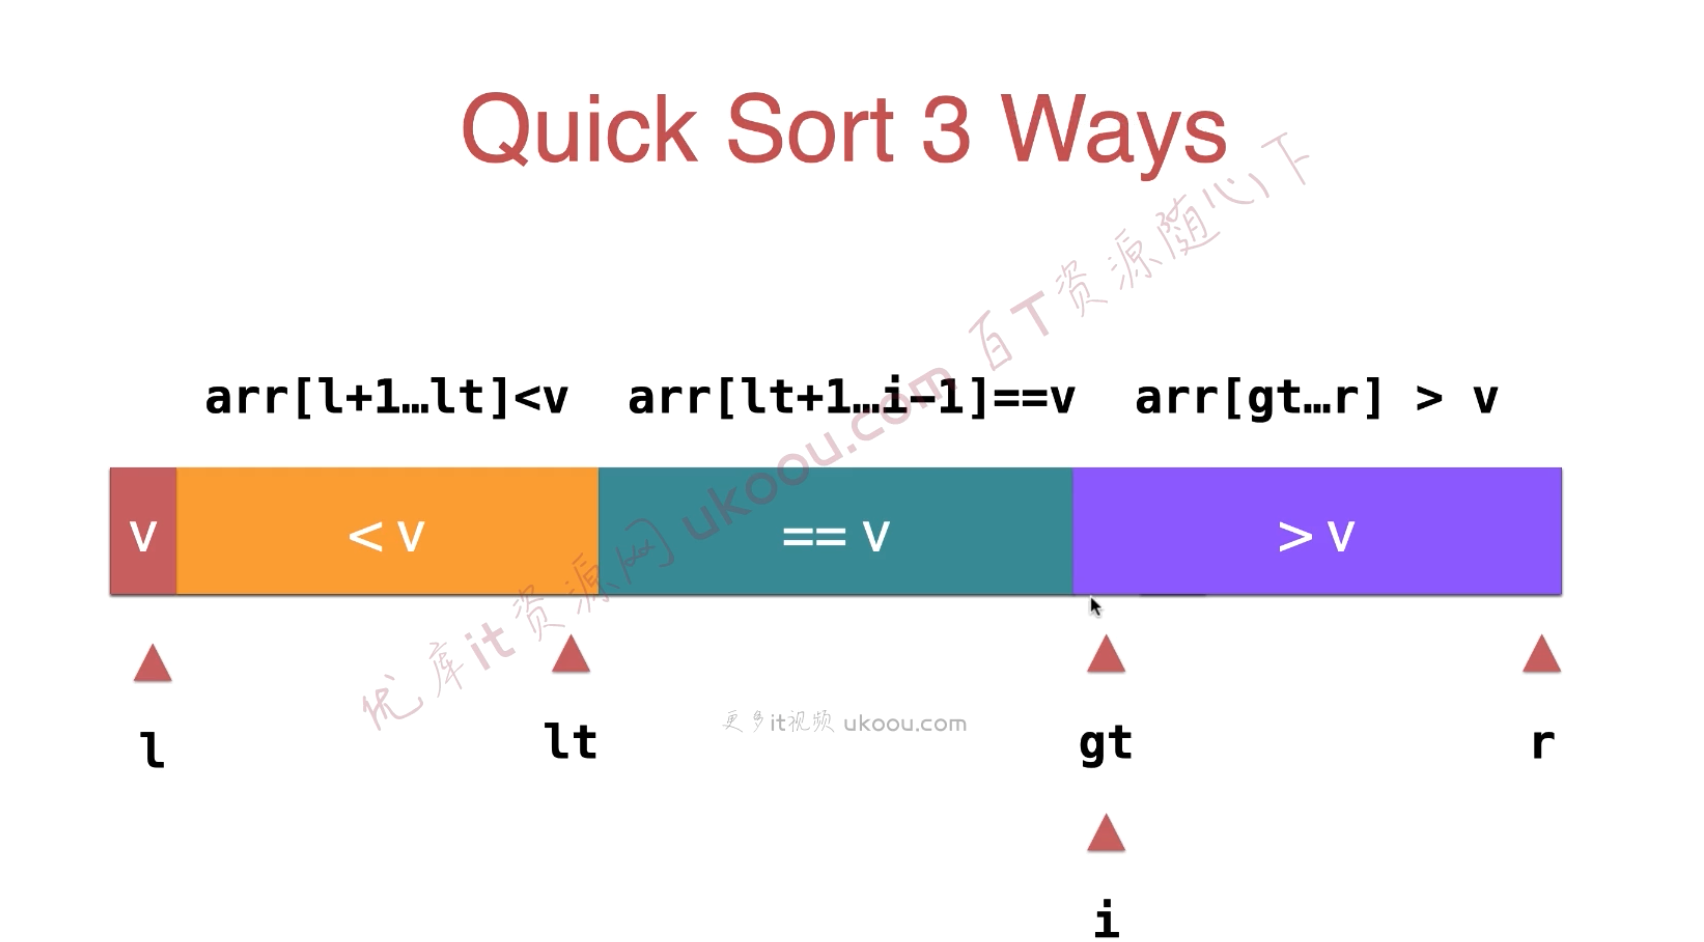 Quick Sort 3 Ways
arr[l+1…lt]<v arr[lt+1…i-1]==v arr[gt…r] > v
v < v == v > v
l lt gt r
i
优库it资源网 ukoou.com 百T资源随心下
更多it视频 ukoou.com